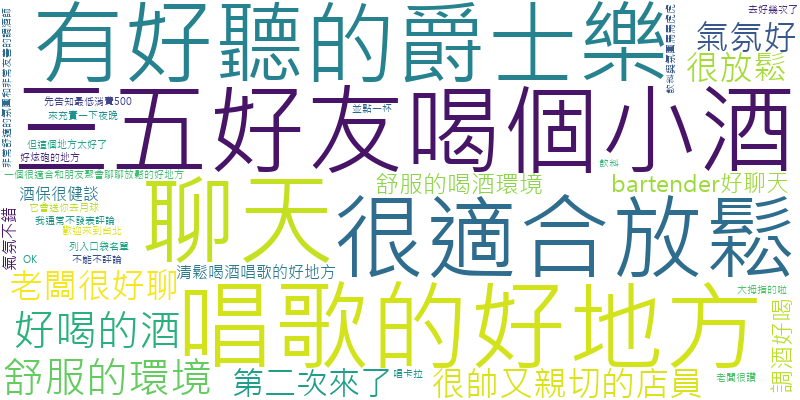 有好聽的爵士樂
三五好友喝個小酒
去好幾次了
氣氛好
很放鬆
先告知最低消費500
來充實一下夜晚
並點一杯
但這個地方太好了
好炫砲的地方
一個很適合和朋友聚會聊聊放鬆的好地方
飲料
酒保很健談
舒服的喝酒環境
bartender好聊天
聊天
很適合放鬆
我通常不發表評論
歡迎來到台北
列入口袋名單
OK
不能不評論
氣氛不錯
清鬆喝酒唱歌的好地方
老闆很好聊
唱歌的好地方
大拇指的啦
好喝的酒
調酒好喝
舒服的環境
第二次來了
唱卡拉
很帥又親切的店員
老闆很讚